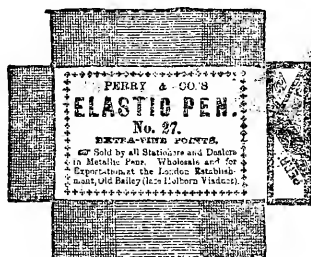 PERRY & CO'S
ELASTIC PEN.
No. 27.
EXTRA-FINE POINTS.
☞ Sold by all Stationers and Dealers
in Metallic Pens. Wholesale and for
Exportation, at the London Establish-
ment, Old Bailey (late Holborn Viaduct).